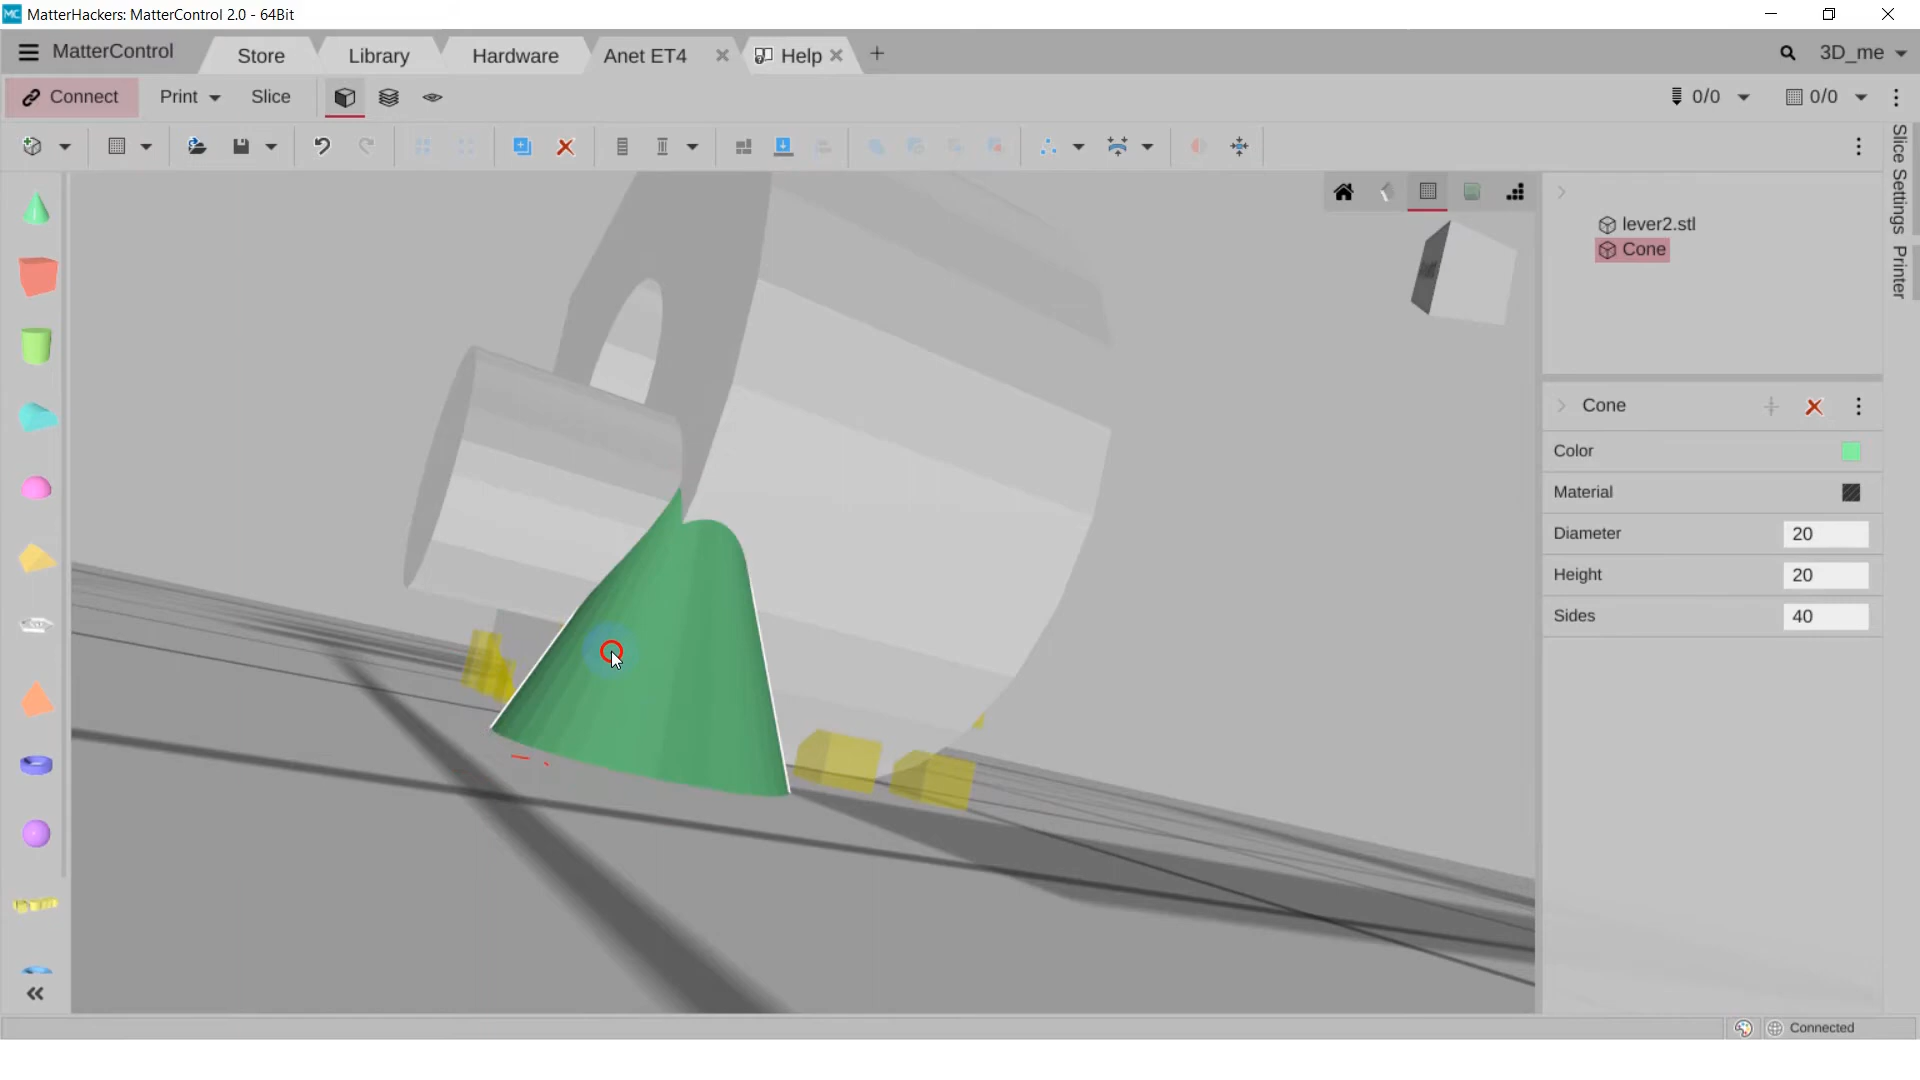 MatterHackers: MatterControl 2.0 - 64Bit
MatterControl
Store
Library
Hardware
Anet ET4
Help
3D_me
Connect
Print
Slice
0/0
0/0
Slice Settings
Printer
lever2.stl
Cone
Cone
Color
Material
Diameter
20
Height
20
Sides
40
Connected